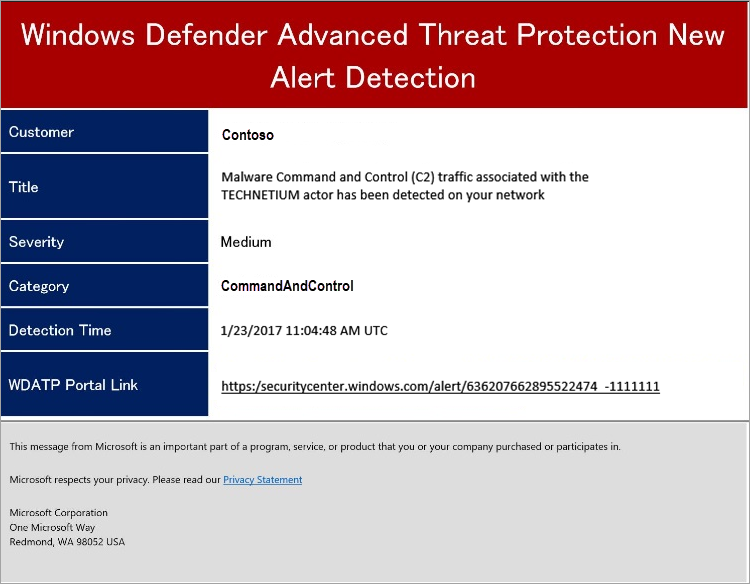 Windows Defender Advanced Threat Protection New
Alert Detection
Customer
Contoso
Title
Malware Command and Control (C2) traffic associated with the
TECHNETIUM actor has been detected on your network
Severity
Medium
Category
CommandAndControl
Detection Time
1/23/2017 11:04:48 AM UTC
WDATP Portal Link
https:/securitycenter.windows.com/alert/636207662895522474_-1111111
This message from Microsoft is an important part of a program, service, or product that you or your company purchased or participates in.
Microsoft respects your privacy. Please read our Privacy Statement
Microsoft Corporation
One Microsoft Way
Redmond, WA 98052 USA